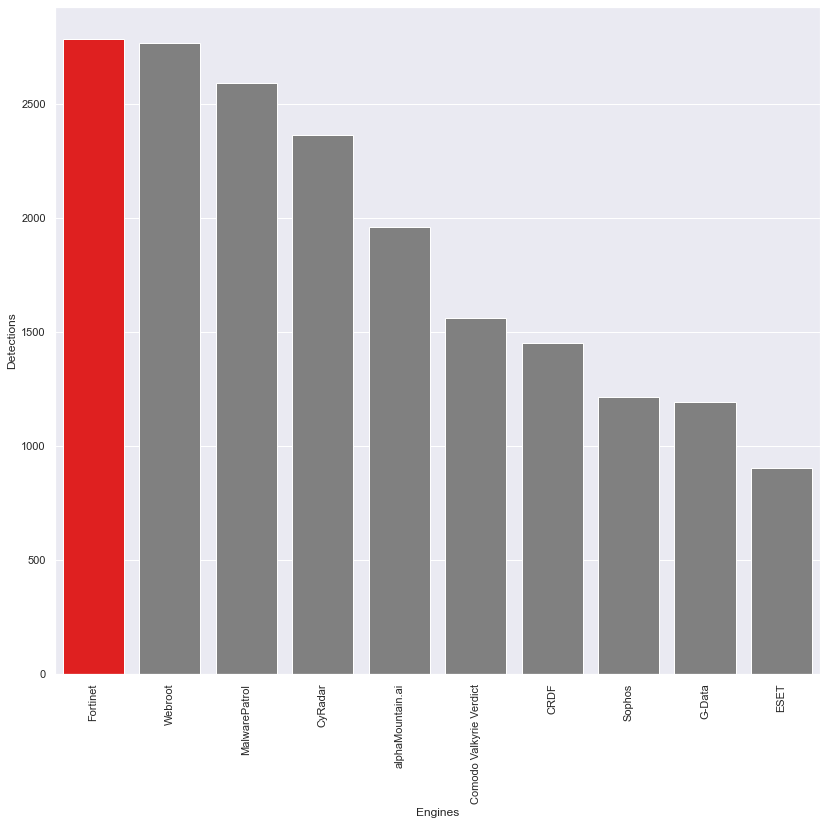 2500
2000
1500
1000
500
0
Detections
Fortinet
Webroot
MalwarePatrol
CyRadar
alphaMountain.ai
Comodo Valkyrie Verdict
CRDF
Sophos
G-Data
ESET
Engines